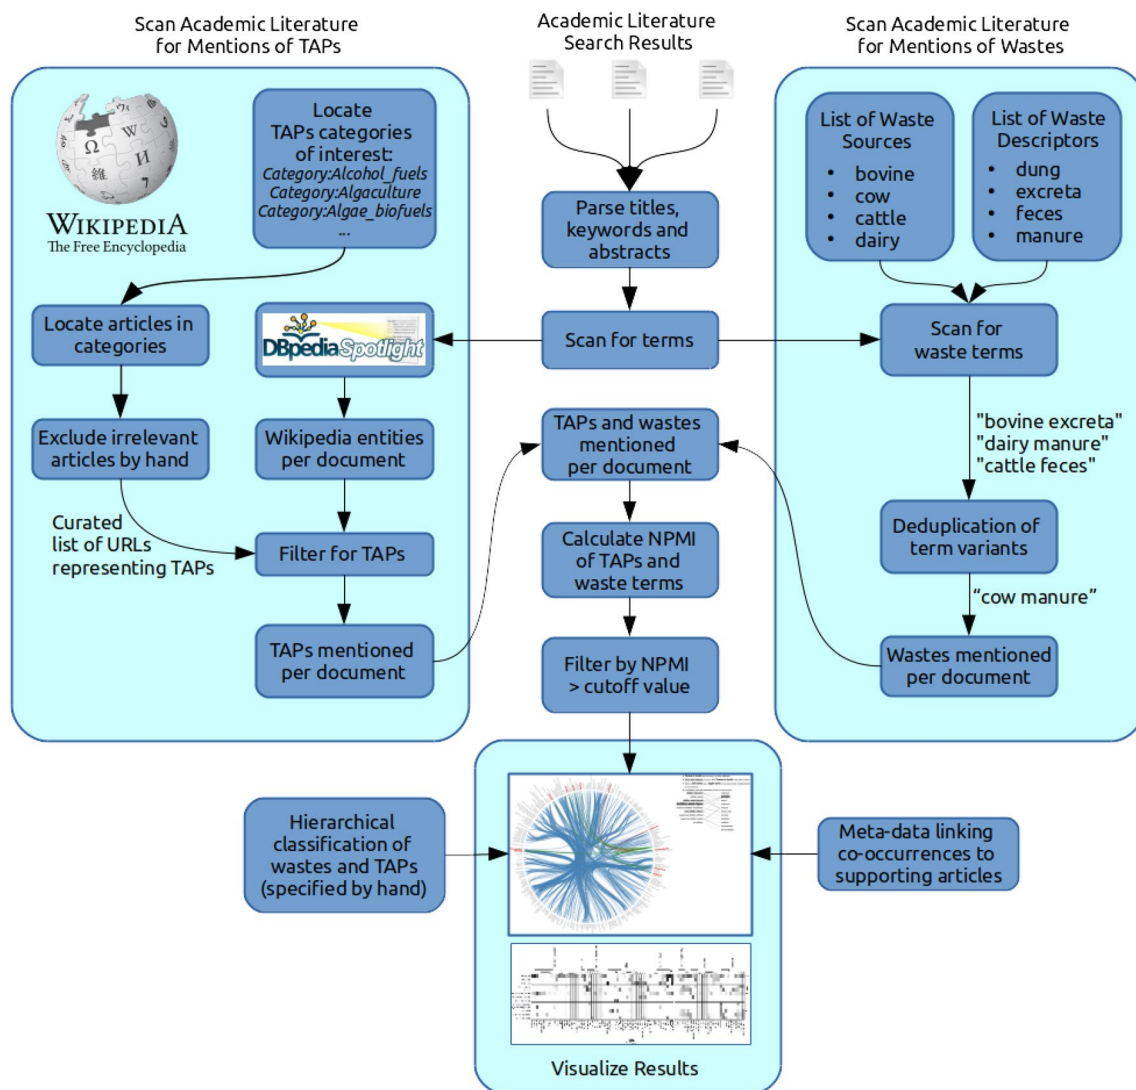 Scan Academic Literature
for Mentions of TAPs
Academic Literature
Search Results
Scan Academic Literature
for Mentions of Wastes
WIKIPEDIA
The Free Encyclopedia
Locate
TAPs categories
of interest:
Category:Alcohol_fuels
Category:Algaculture
Category:Algae_biofuels
...
Locate articles in
categories
Exclude irrelevant
articles by hand
Curated
list of URLs
representing TAPs
DBpedia Spotlight
Wikipedia entities
per document
Filter for TAPs
TAPs mentioned
per document
Parse titles,
keywords and
abstracts
Scan for terms
TAPs and wastes
mentioned
per document
Calculate NPMI
of TAPs and
waste terms
Filter by NPMI
> cutoff value
List of Waste
Sources
• bovine
• cow
• cattle
• dairy
List of Waste
Descriptors
• dung
• excreta
• feces
• manure
Scan for
waste terms
"bovine excreta"
"dairy manure"
"cattle feces"
Deduplication of
term variants
“cow manure”
Wastes mentioned
per document
Hierarchical
classification of
wastes and TAPs
(specified by hand)
Meta-data linking
co-occurrences to
supporting articles
Visualize Results